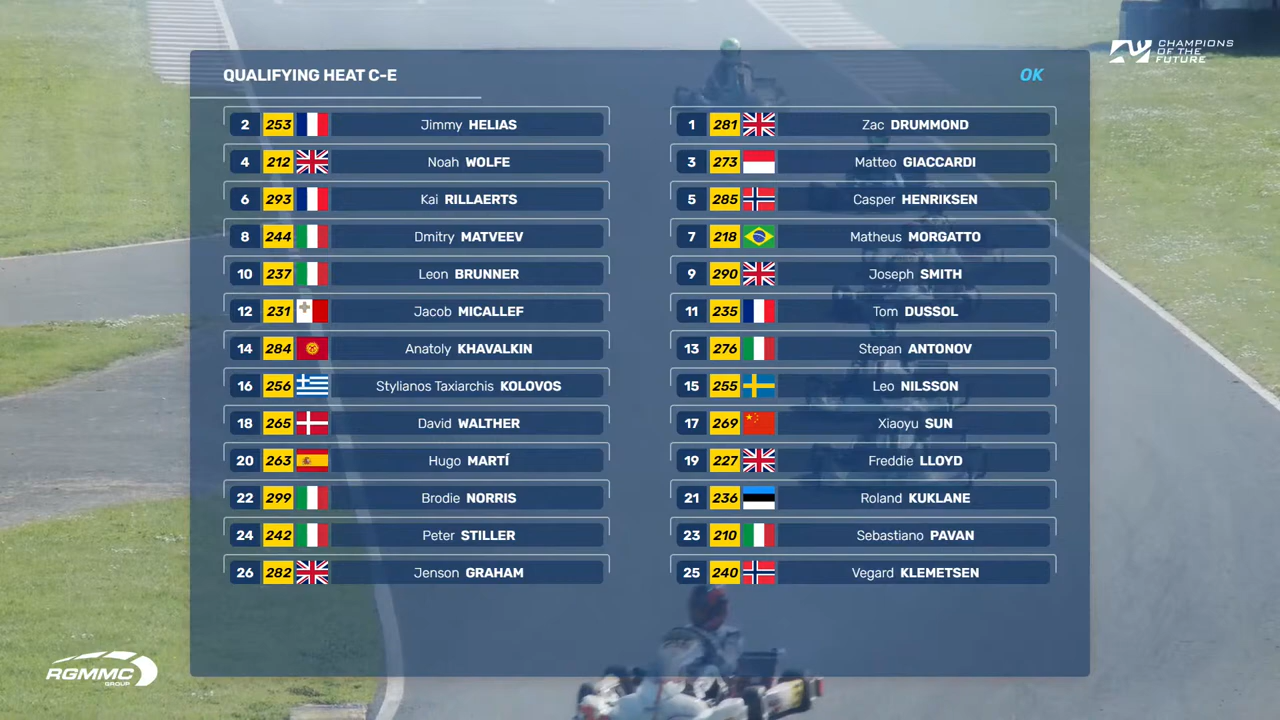 CHAMPIONS
OF THE
FUTURE
QUALIFYING HEAT C-E OK
2 253 Jimmy HELIAS 1 281 Zac DRUMMOND
4 212 Noah WOLFE 3 273 Matteo GIACCARDI
6 293 Kai RILLAERTS 5 285 Casper HENRIKSEN
8 244 Dmitry MATVEEV 7 218 Matheus MORGATTO
10 237 Leon BRUNNER 9 290 Joseph SMITH
12 231 Jacob MICALLEF 11 235 Tom DUSSOL
14 284 Anatoly KHAVALKIN 13 276 Stepan ANTONOV
16 256 Stylianos Taxiarchis KOLOVOS 15 255 Leo NILSSON
18 265 David WALTHER 17 269 Xiaoyu SUN
20 263 Hugo MARTÍ 19 227 Freddie LLOYD
22 299 Brodie NORRIS 21 236 Roland KUKLANE
24 242 Peter STILLER 23 210 Sebastiano PAVAN
26 282 Jenson GRAHAM 25 240 Vegard KLEMETSEN
RGMMC
GROUP